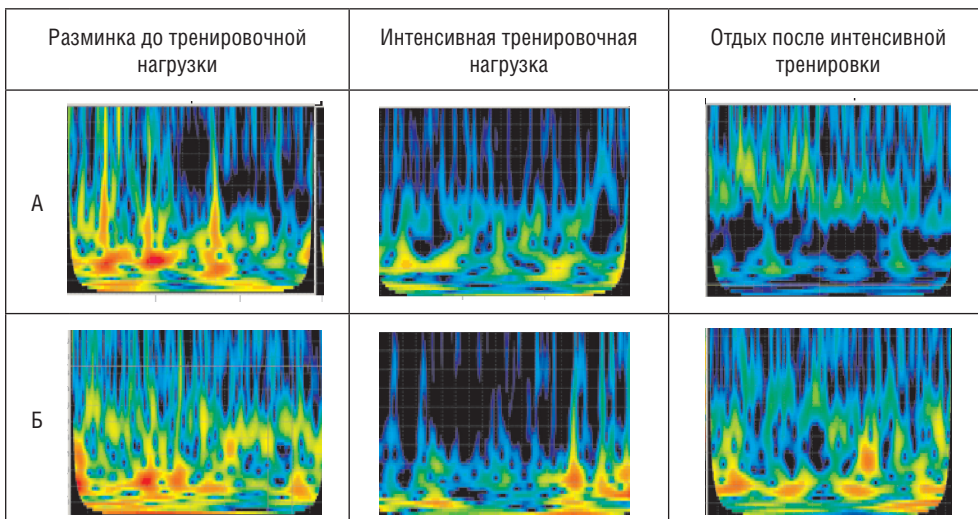 Разминка до тренировочной
нагрузки
Интенсивная тренировочная
нагрузка
Отдых после интенсивной
тренировки
А
Б